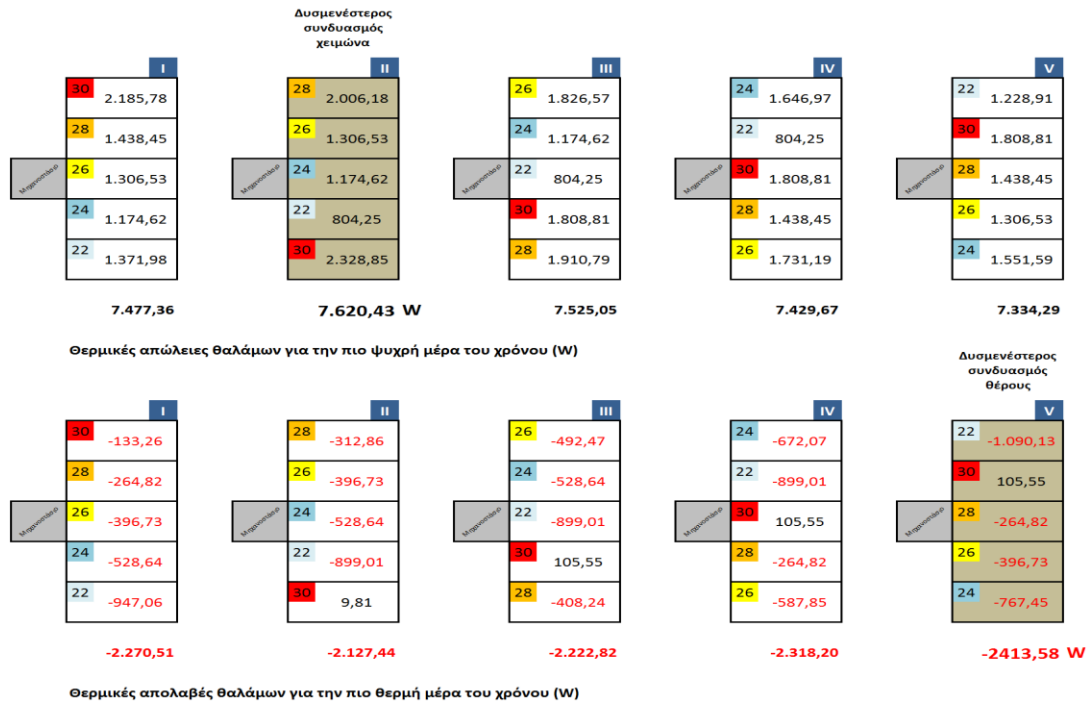 Δυσμενέστερος
συνδυασμός
χειμώνα
I II III IV V
30 2.185,78 28 2.006,18 26 1.826,57 24 1.646,97 22 1.228,91
28 1.438,45 26 1.306,53 24 1.174,62 22 804,25 30 1.808,81
Μηχανοστάσιο 26 1.306,53 Μηχανοστάσιο 24 1.174,62 Μηχανοστάσιο 22 804,25 Μηχανοστάσιο 30 1.808,81 Μηχανοστάσιο 28 1.438,45
24 1.174,62 22 804,25 30 1.808,81 28 1.438,45 26 1.306,53
22 1.371,98 30 2.328,85 28 1.910,79 26 1.731,19 24 1.551,59
7.477,36 7.620,43 W 7.525,05 7.429,67 7.334,29
Θερμικές απώλειες θαλάμων για την πιο ψυχρή μέρα του χρόνου (W)
Δυσμενέστερος
συνδυασμός
θέρους
I II III IV V
30 -133,26 28 -312,86 26 -492,47 24 -672,07 22 -1.090,13
28 -264,82 26 -396,73 24 -528,64 22 -899,01 30 105,55
Μηχανοστάσιο 26 -396,73 Μηχανοστάσιο 24 -528,64 Μηχανοστάσιο 22 -899,01 Μηχανοστάσιο 30 105,55 Μηχανοστάσιο 28 -264,82
24 -528,64 22 -899,01 30 105,55 28 -264,82 26 -396,73
22 -947,06 30 9,81 28 -408,24 26 -587,85 24 -767,45
-2.270,51 -2.127,44 -2.222,82 -2.318,20 -2413,58 W
Θερμικές απολαβές θαλάμων για την πιο θερμή μέρα του χρόνου (W)